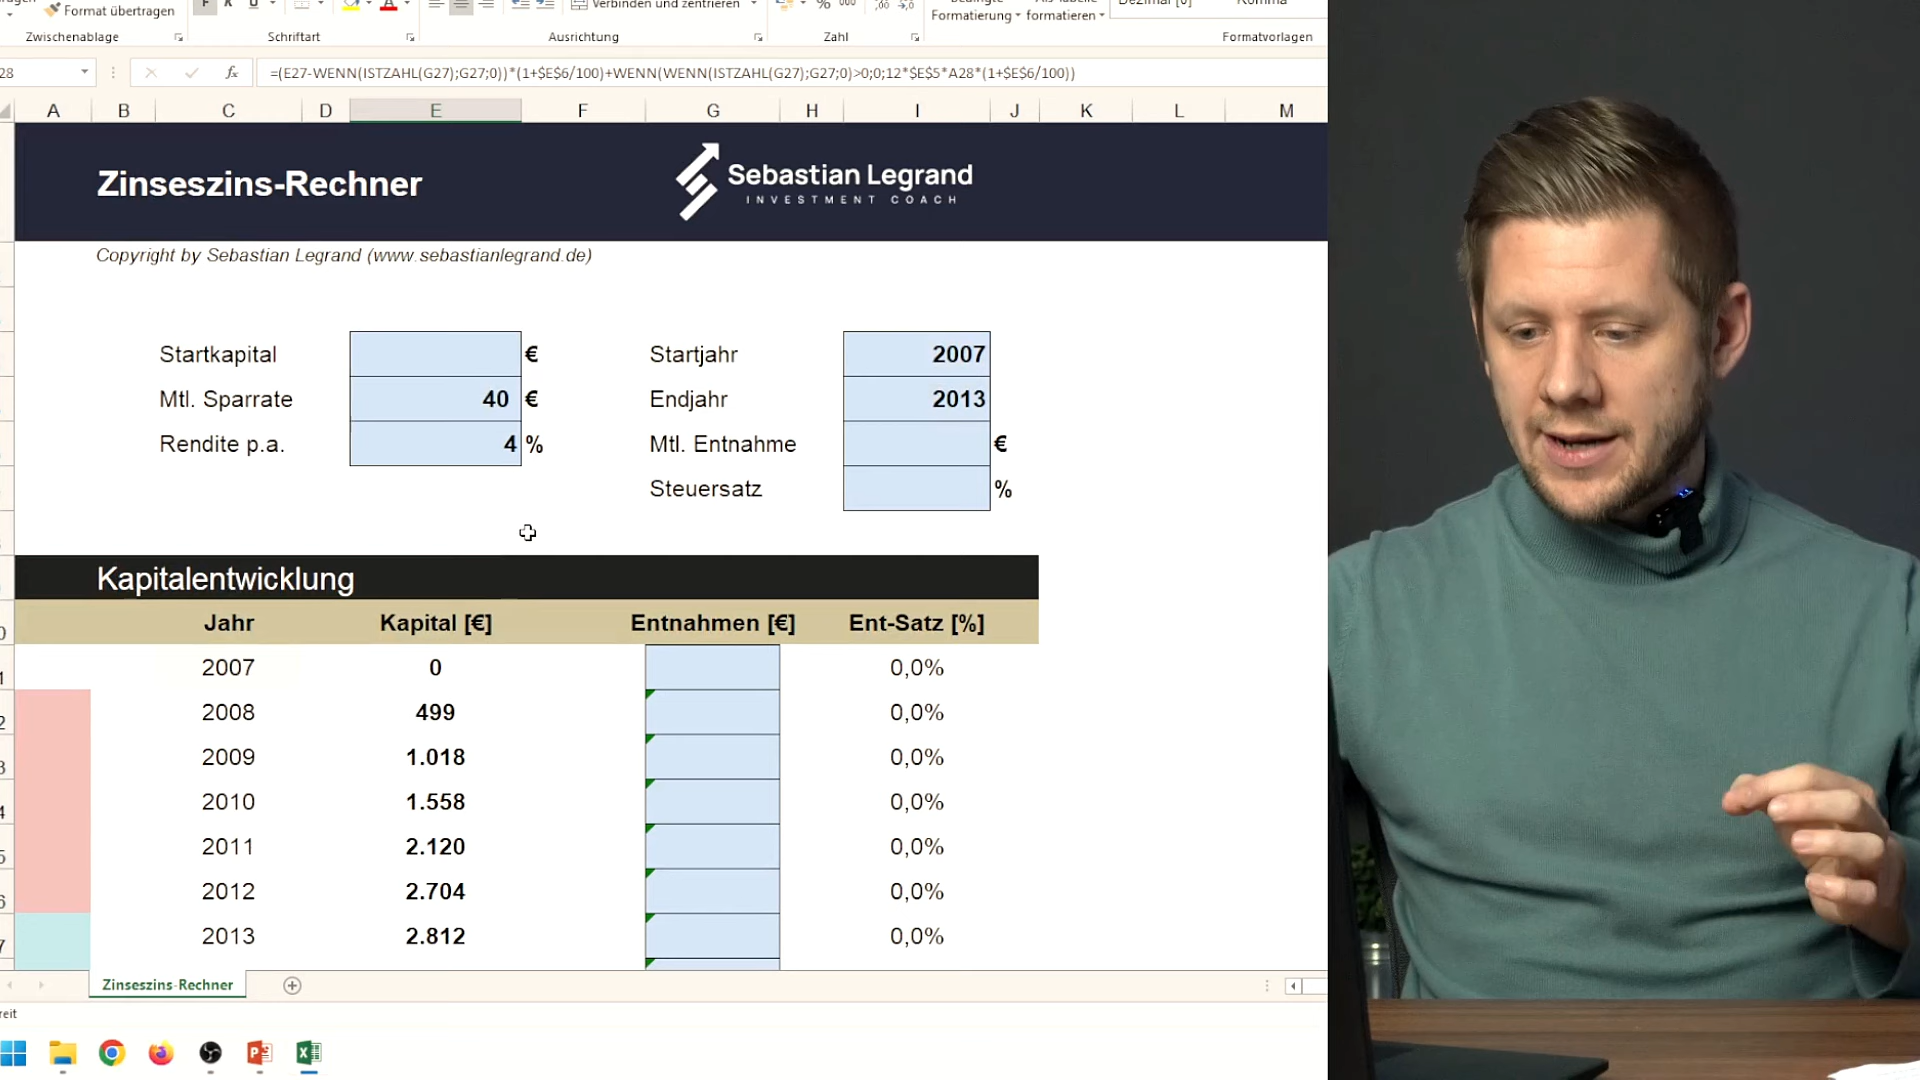 Format übertragen
Verbinden und zentrieren
Formatierung formatieren
Zwischenablage
Schriftart
Ausrichtung
Zahl
Formatvorlagen
28
fx
=(E27-WENN(ISTZAHL(G27);G27;0))*(1+$E$6/100)+WENN(WENN(ISTZAHL(G27);G27;0)>0;0;12*$E$5*A28*(1+$E$6/100))
A B C D E F G H I J K L M
Zinseszins-Rechner
Sebastian Legrand
INVESTMENT COACH
Copyright by Sebastian Legrand (www.sebastianlegrand.de)
Startkapital €
Startjahr 2007
Mtl. Sparrate 40 €
Endjahr 2013
Rendite p.a. 4 %
Mtl. Entnahme €
Steuersatz %
Kapitalentwicklung
Jahr Kapital [€] Entnahmen [€] Ent-Satz [%]
2007 0 0,0%
2008 499 0,0%
2009 1.018 0,0%
2010 1.558 0,0%
2011 2.120 0,0%
2012 2.704 0,0%
2013 2.812 0,0%
Zinseszins-Rechner